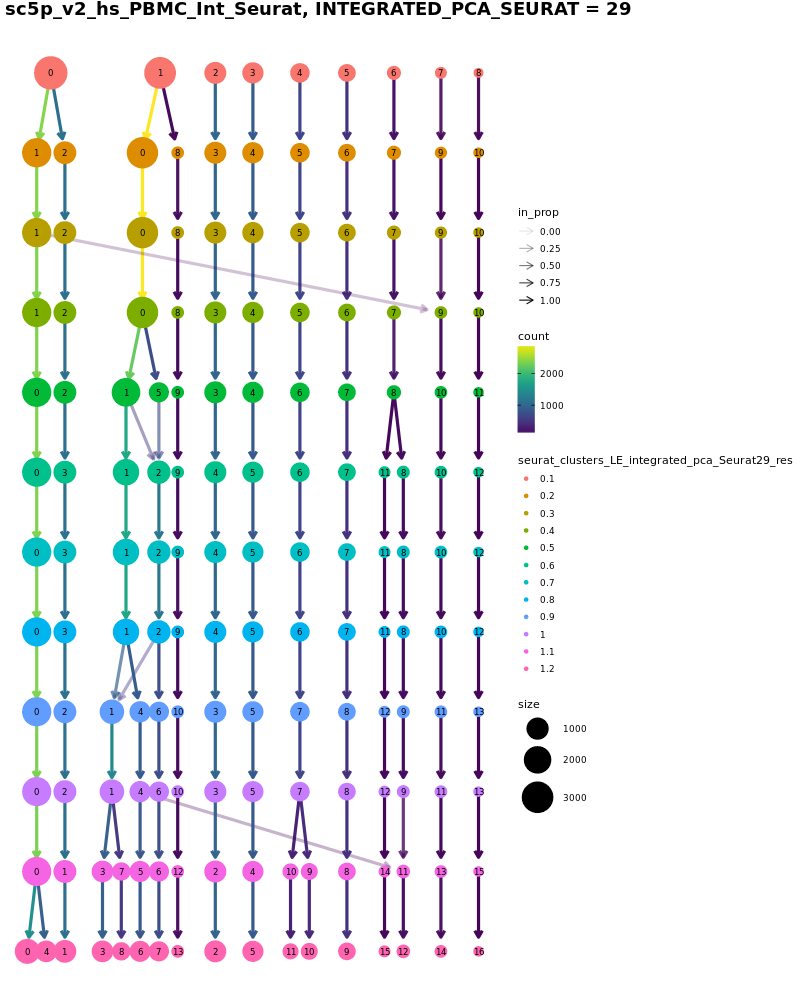 sc5p_v2_hs_PBMC_Int_Seurat, INTEGRATED_PCA_SEURAT = 29
0 1 2 3 4 5 6 7 8
1 2 0 8 3 4 5 6 7 9 10
1 2 0 8 3 4 5 6 7 9 10
1 2 0 8 3 4 5 6 7 9 10
0 2 1 5 9 3 4 6 7 8 10 11
0 3 1 2 9 4 5 6 7 11 8 10 12
0 3 1 2 9 4 5 6 7 11 8 10 12
0 3 1 2 9 4 5 6 7 11 8 10 12
0 2 1 4 6 10 3 5 7 8 12 9 11 13
0 2 1 4 6 10 3 5 7 8 12 9 11 13
0 1 3 7 5 6 12 2 4 10 9 8 14 11 13 15
0 4 1 3 8 6 7 13 2 5 11 10 9 15 12 14 16
in_prop
0.00
0.25
0.50
0.75
1.00
count
2000
1000
seurat_clusters_LE_integrated_pca_Seurat29_res
0.1
0.2
0.3
0.4
0.5
0.6
0.7
0.8
0.9
1
1.1
1.2
size
1000
2000
3000